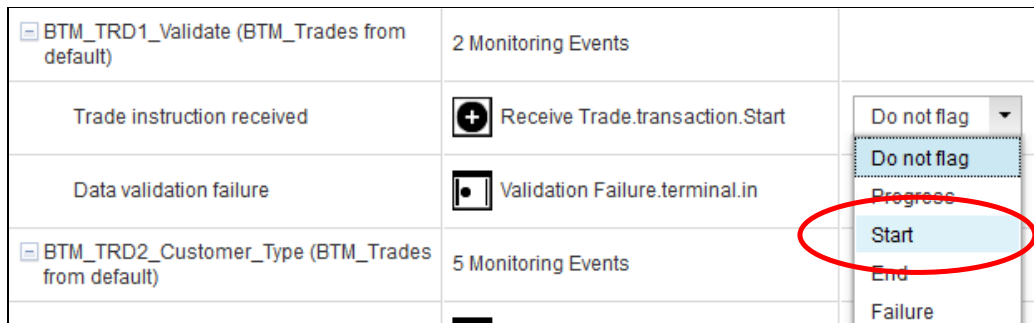 BTM_TRD1_Validate (BTM_Trades from
default)
2 Monitoring Events
Trade instruction received
Receive Trade.transaction.Start
Do not flag
Do not flag
Data validation failure
Validation Failure.terminal.in
Progress
Start
BTM_TRD2_Customer_Type (BTM_Trades
from default)
5 Monitoring Events
End
Failure